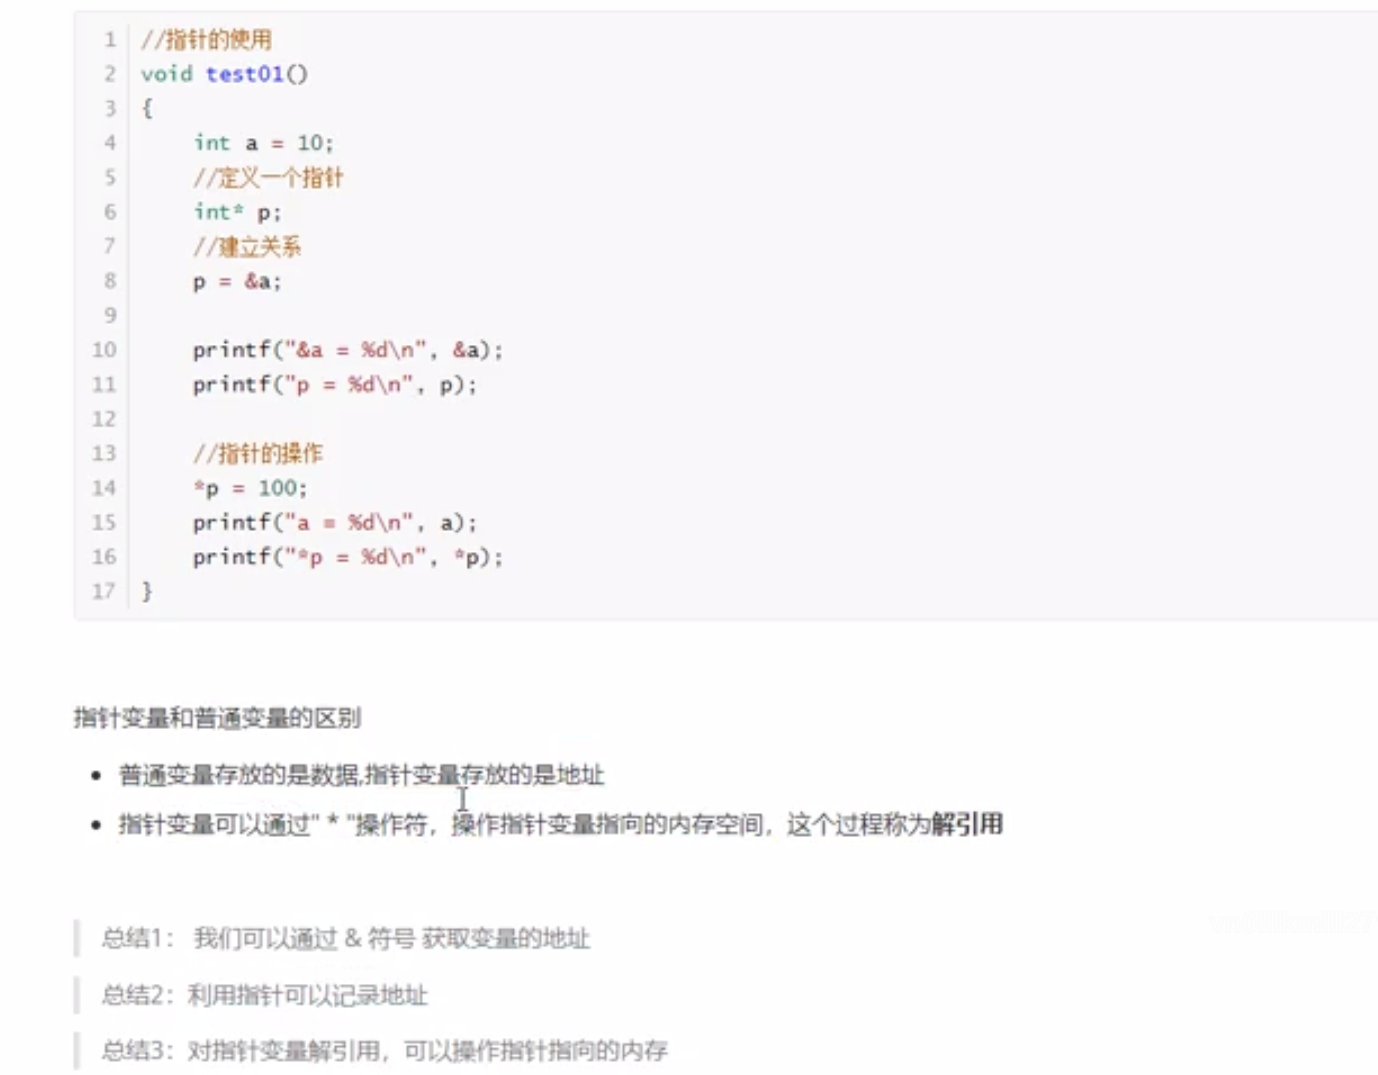 1 //指针的使用
2 void test01()
3 {
4     int a = 10;
5     //定义一个指针
6     int* p;
7     //建立关系
8     p = &a;
9
10     printf("&a = %d\n", &a);
11     printf("p = %d\n", p);
12
13     //指针的操作
14     *p = 100;
15     printf("a = %d\n", a);
16     printf("*p = %d\n", *p);
17 }
指针变量和普通变量的区别
• 普通变量存放的是数据,指针变量存放的是地址
• 指针变量可以通过" * "操作符，操作指针变量指向的内存空间，这个过程称为解引用
总结1： 我们可以通过 & 符号 获取变量的地址
总结2：利用指针可以记录地址
总结3：对指针变量解引用，可以操作指针指向的内存